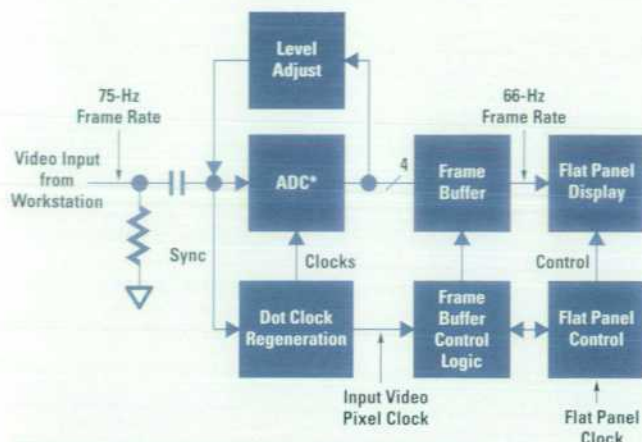 Level
Adjust
75-Hz
Frame Rate
66-Hz
Frame Rate
Video Input
from
Workstation
ADC*
4
Frame
Buffer
Flat Panel
Display
Sync
Clocks
Control
Dot Clock
Regeneration
Frame
Buffer
Control
Logic
Flat Panel
Control
Input Video
Pixel Clock
Flat Panel
Clock